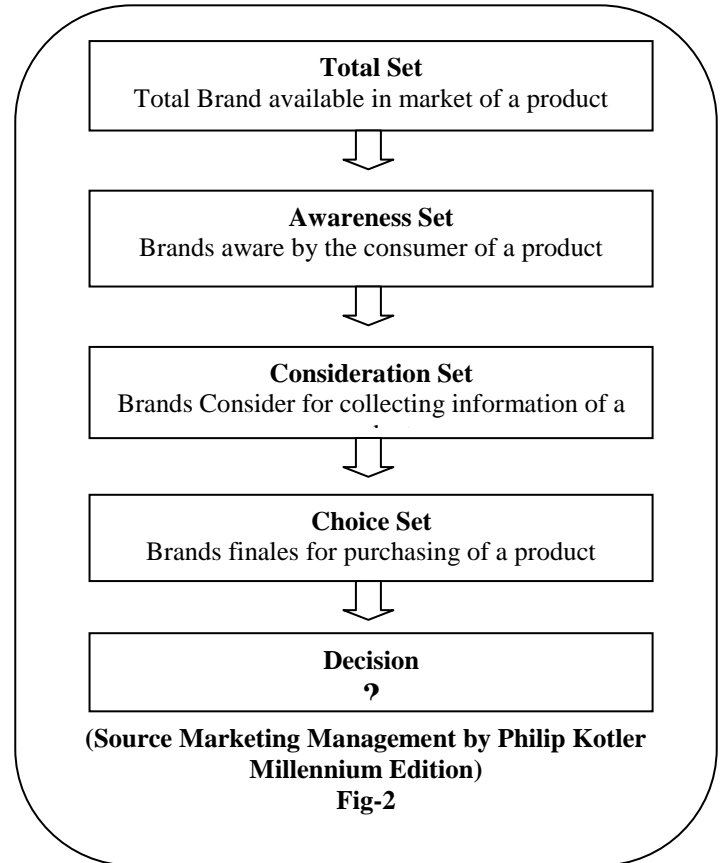 Total Set
Total Brand available in market of a product
Awareness Set
Brands aware by the consumer of a product
Consideration Set
Brands Consider for collecting information of a
Choice Set
Brands finales for purchasing of a product
Decision
?
(Source Marketing Management by Philip Kotler
Millennium Edition)
Fig-2